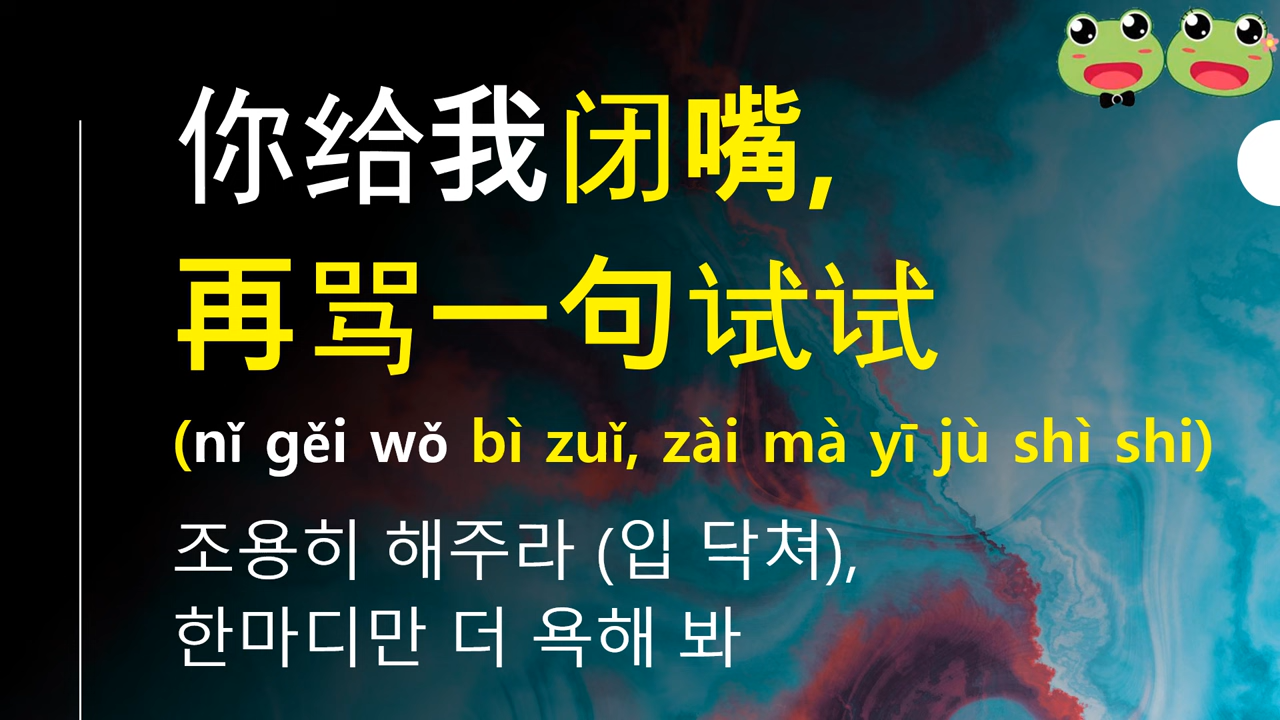 你给我闭嘴,
再骂一句试试
(nǐ gěi wǒ bì zuǐ, zài mà yī jù shì shi)
조용히 해주라 (입 닥쳐),
한마디만 더 욕해 봐